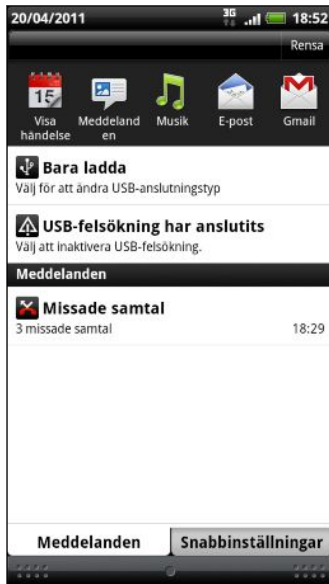 20/04/2011 3G 18:52
Rensa
15
Visa händelse
Meddeland en
Musik
E-post
Gmail
Bara ladda
Välj för att ändra USB-anslutningstyp
USB-felsökning har anslutits
Välj att inaktivera USB-felsökning.
Meddelanden
Missade samtal
3 missade samtal 18:29
Meddelanden Snabbinställningar